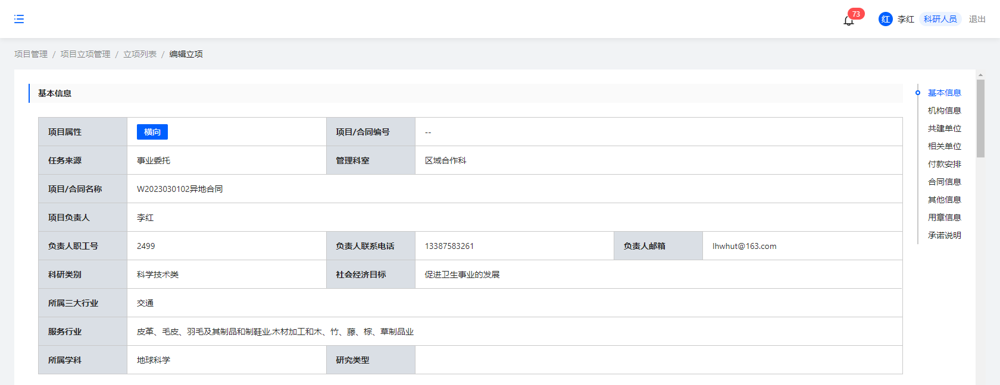 73
红 李红 科研人员 退出
项目管理 / 项目立项管理 / 立项列表 / 编辑立项
基本信息
项目属性 横向 项目/合同编号 --
任务来源 事业委托 管理科室 区域合作科
项目/合同名称 W2023030102异地合同
项目负责人 李红
负责人职工号 2499 负责人联系电话 13387583261 负责人邮箱 lhwhut@163.com
科研类别 科学技术类 社会经济目标 促进卫生事业的发展
所属三大行业 交通
服务行业 皮革、毛皮、羽毛及其制品和制鞋业,木材加工和木、竹、藤、棕、草制品业
所属学科 地球科学 研究类型
基本信息
机构信息
共建单位
相关单位
付款安排
合同信息
其他信息
用章信息
承诺说明